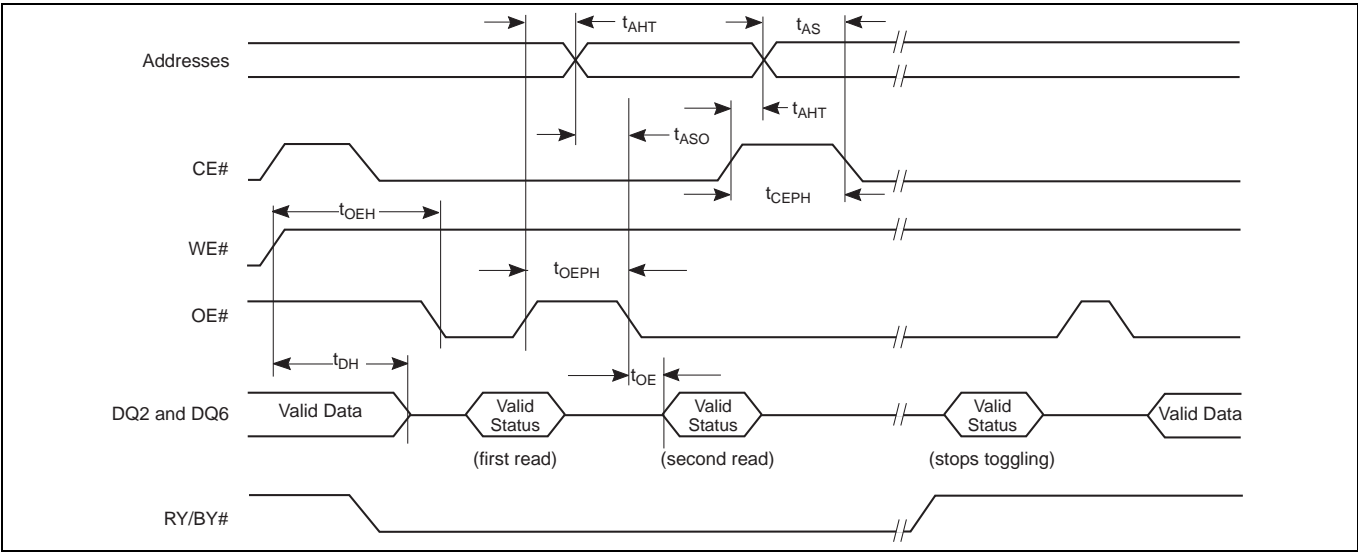 tAHT
tAS
Addresses
tAHT
tASO
CE#
tCEPH
tOEH
WE#
tOEPH
OE#
tDH
tOE
DQ2 and DQ6
Valid Data
Valid
Status
Valid
Status
Valid
Status
Valid Data
(first read)
(second read)
(stops toggling)
RY/BY#